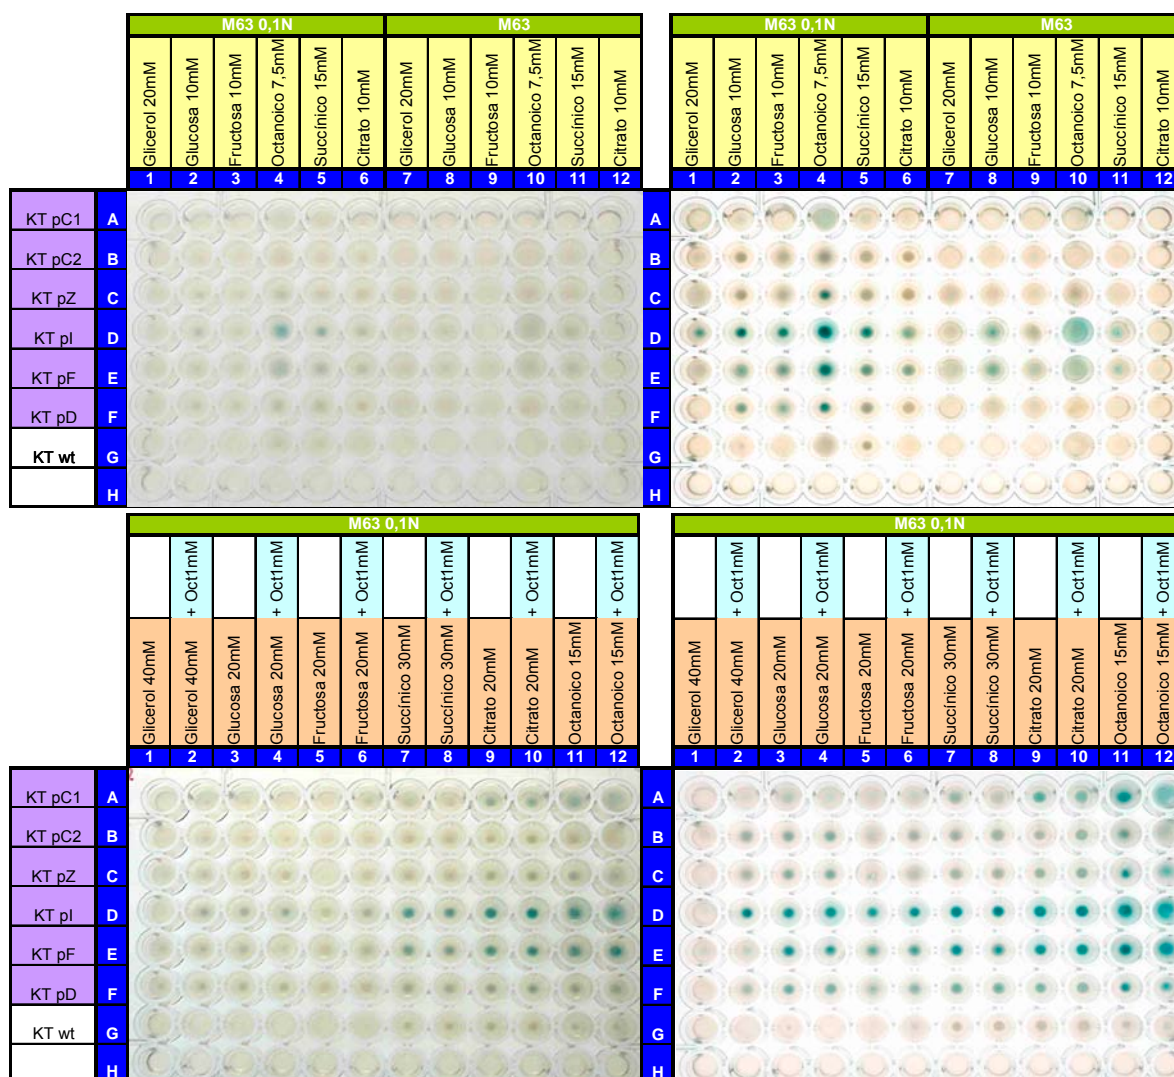 M63 0,1N M63 M63 0,1N M63
Glicerol 20mM Glucosa 10mM Fructosa 10mM Octanoico 7,5mM Succínico 15mM Citrato 10mM Glicerol 20mM Glucosa 10mM Fructosa 10mM Octanoico 7,5mM Succínico 15mM Citrato 10mM Glicerol 20mM Glucosa 10mM Fructosa 10mM Octanoico 7,5mM Succínico 15mM Citrato 10mM Glicerol 20mM Glucosa 10mM Fructosa 10mM Octanoico 7,5mM Succínico 15mM Citrato 10mM
1 2 3 4 5 6 7 8 9 10 11 12 1 2 3 4 5 6 7 8 9 10 11 12
KT pC1 A A
KT pC2 B B
KT pZ C C
KT pI D D
KT pF E E
KT pD F F
KT wt G G
H H
M63 0,1N M63 0,1N
+ Oct1mM + Oct1mM + Oct1mM + Oct1mM + Oct1mM + Oct1mM + Oct1mM + Oct1mM + Oct1mM + Oct1mM + Oct1mM + Oct1mM
Glicerol 40mM Glicerol 40mM Glucosa 20mM Glucosa 20mM Fructosa 20mM Fructosa 20mM Succínico 30mM Succínico 30mM Citrato 20mM Citrato 20mM Octanoico 15mM Octanoico 15mM Glicerol 40mM Glicerol 40mM Glucosa 20mM Glucosa 20mM Fructosa 20mM Fructosa 20mM Succínico 30mM Succínico 30mM Citrato 20mM Citrato 20mM Octanoico 15mM Octanoico 15mM
1 2 3 4 5 6 7 8 9 10 11 12 1 2 3 4 5 6 7 8 9 10 11 12
KT pC1 A A
KT pC2 B B
KT pZ C C
KT pI D D
KT pF E E
KT pD F F
KT wt G G
H H